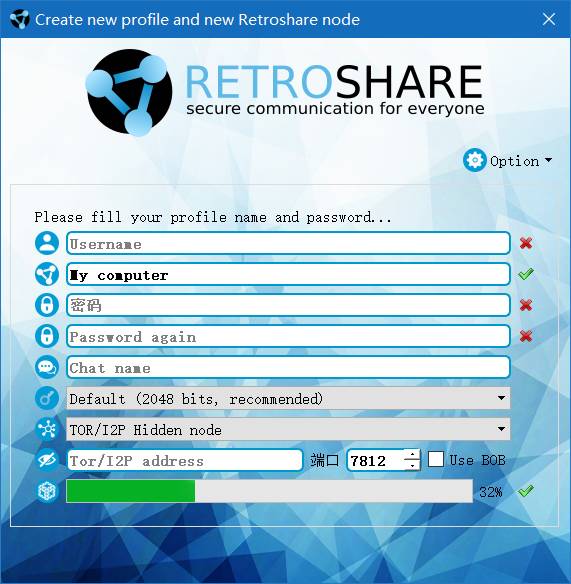 Create new profile and new Retroshare node
RETROSHARE
secure communication for everyone
Option
Please fill your profile name and password...
Username
My computer
密码
Password again
Chat name
Default (2048 bits, recommended)
TOR/I2P Hidden node
Tor/I2P address 端口 7812 Use BOB
32%